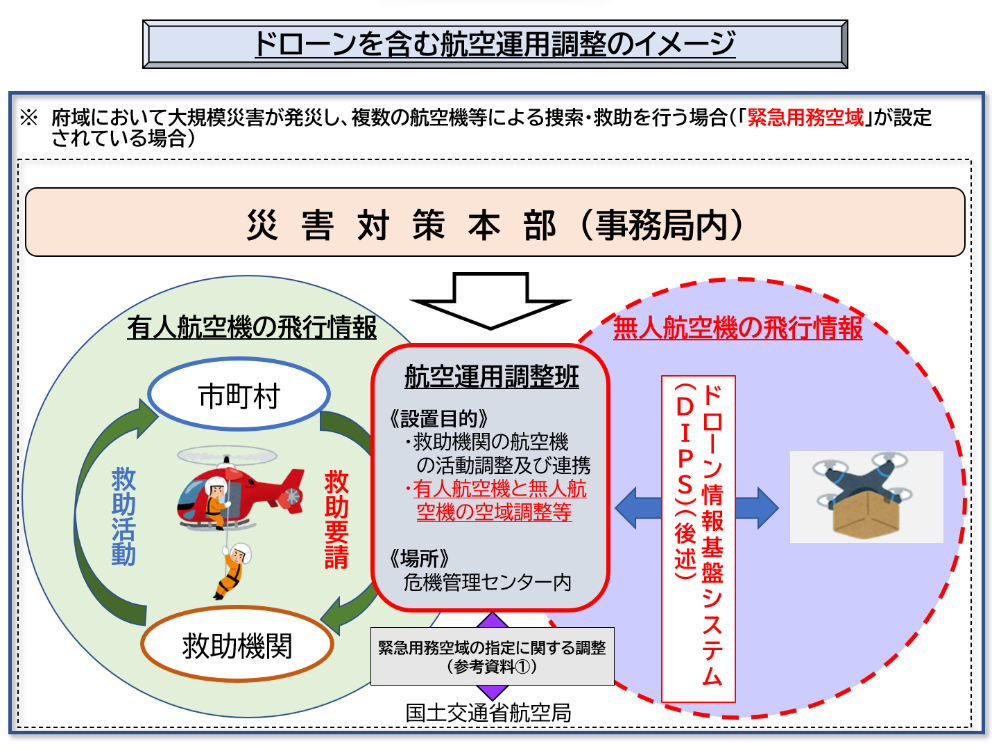 ドローンを含む航空運用調整のイメージ
※ 府域において大規模災害が発災し、複数の航空機等による捜索・救助を行う場合(「緊急用務空域」が設定
されている場合)
災害対策本部(事務局内)
有人航空機の飛行情報
無人航空機の飛行情報
市町村
救助活動
救助要請
救助機関
航空運用調整班
《設置目的》
・救助機関の航空機
の活動調整及び連携
・有人航空機と無人航
空機の空域調整等
《場所》
危機管理センター内
ドローン情報基盤システム
(DIPS)(後述)
緊急用務空域の指定に関する調整
(参考資料①)
国土交通省航空局